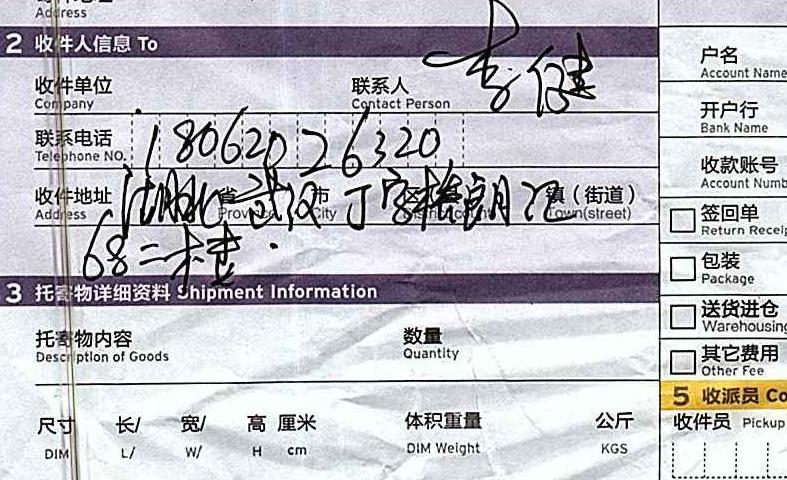 Address
2 收件人信息 To
收件单位 联系人 李健
Company Contact Person
联系电话 18062026320
Telephone NO.
收件地址 湖北 省 武汉 市 丁字桥 区 镇（街道）
Address Province City Town(street)
68二楼
3 托寄物详细资料 Shipment Information
托寄物内容 数量
Description of Goods Quantity
尺寸 长/ 宽/ 高 厘米 体积重量 公斤
DIM L/ W/ H cm DIM Weight KGS
户名
Account Name
开户行
Bank Name
收款账号
Account Numb
签回单
Return Receip
包装
Package
送货进仓
Warehousing
其它费用
Other Fee
5 收派员 Co
收件员 Pickup